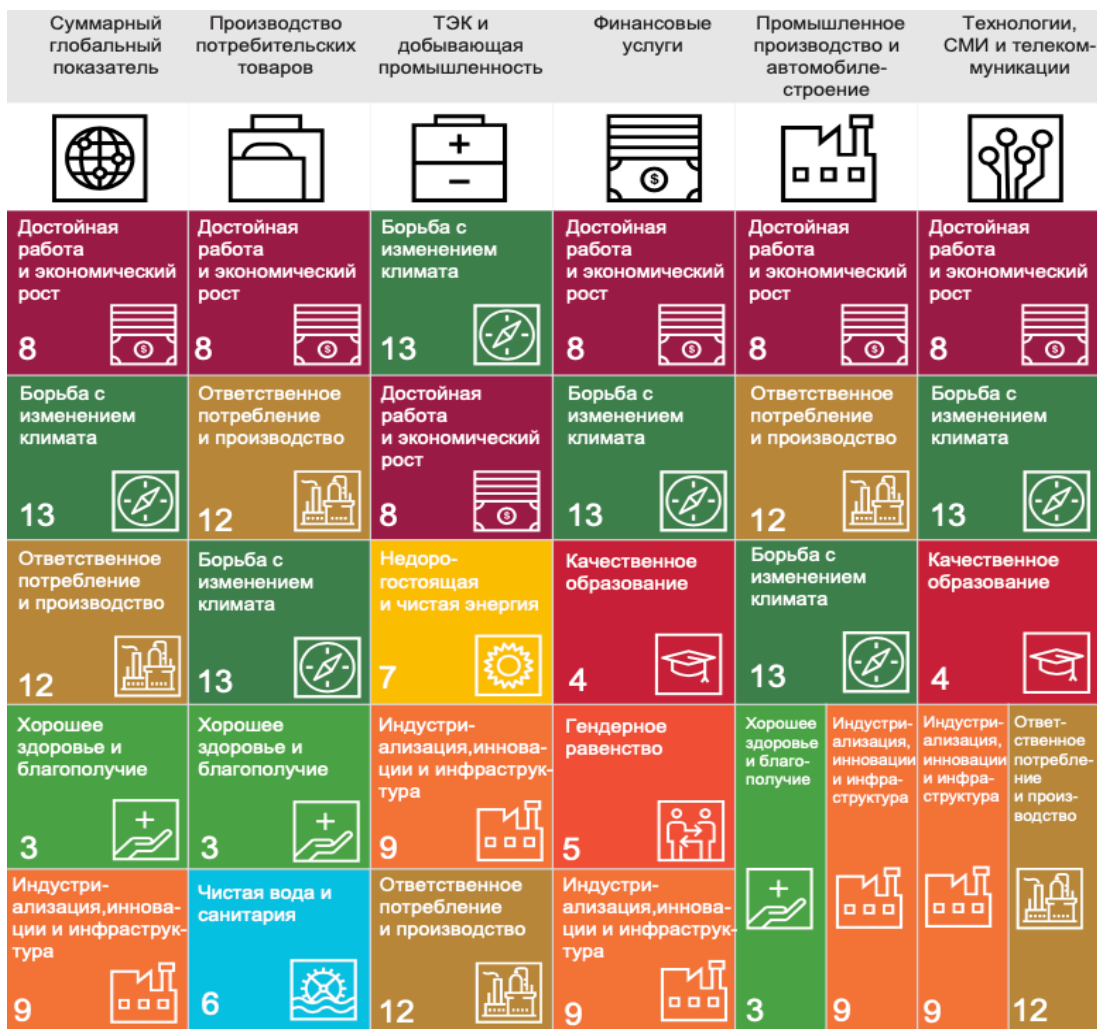 Суммарный
глобальный
показатель
Производство
потребительских
товаров
ТЭК и
добывающая
промышленность
Финансовые
услуги
Промышленное
производство и
автомобиле-
строение
Технологии,
СМИ и телеком-
муникации
Достойная
работа
и экономический
рост
8
Достойная
работа
и экономический
рост
8
Борьба с
изменением
климата
13
Достойная
работа
и экономический
рост
8
Достойная
работа
и экономический
рост
8
Достойная
работа
и экономический
рост
8
Борьба с
изменением
климата
13
Ответственное
потребление
и производство
12
Достойная
работа
и экономический
рост
8
Борьба с
изменением
климата
13
Ответственное
потребление
и производство
12
Борьба с
изменением
климата
13
Ответственное
потребление
и производство
12
Борьба с
изменением
климата
13
Недоро-
гостоящая
и чистая энергия
7
Качественное
образование
4
Борьба с
изменением
климата
13
Качественное
образование
4
Хорошее
здоровье и
благополучие
3
Хорошее
здоровье и
благополучие
3
Индустри-
ализация,иннова-
ции и инфраструк-
тура
9
Гендерное
равенство
5
Хорошее
здоровье
и благо-
получие
3
Индустри-
ализация,
инновации
и инфра-
структура
9
Индустри-
ализация,
инновации
и инфра-
структура
9
Ответ-
ственное
потребле-
ние
и произ-
водство
12
Индустри-
ализация,иннова-
ции и инфраструк-
тура
9
Чистая вода и
санитария
6
Ответственное
потребление
и производство
12
Индустри-
ализация,иннова-
ции и инфраструк-
тура
9